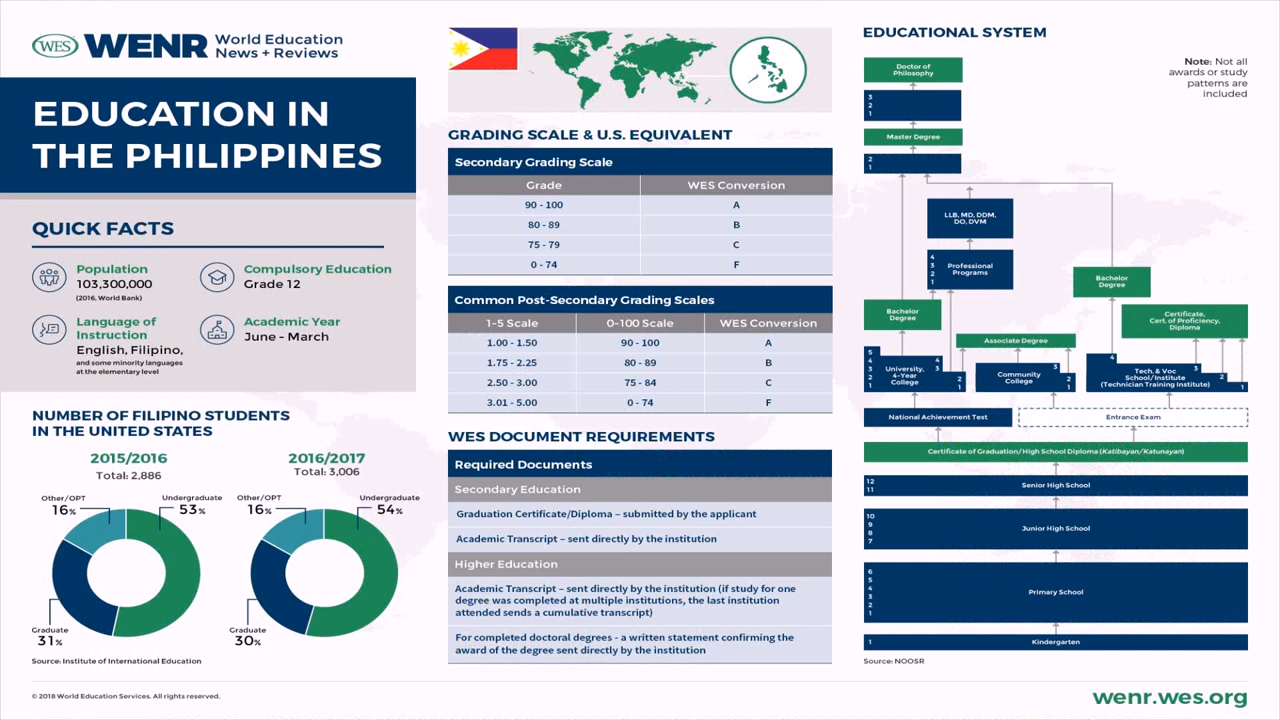 WES WENR World Education
News + Reviews
EDUCATION IN
THE PHILIPPINES
QUICK FACTS
Population
103,300,000
(2016, World Bank)
Compulsory Education
Grade 12
Language of
Instruction
English, Filipino,
and some minority languages
at the elementary level
Academic Year
June - March
NUMBER OF FILIPINO STUDENTS
IN THE UNITED STATES
2015/2016
Total: 2,886
Other/OPT
16%
Undergraduate
53%
Graduate
31%
2016/2017
Total: 3,006
Other/OPT
16%
Undergraduate
54%
Graduate
30%
Source: Institute of International Education
© 2018 World Education Services. All rights reserved.
GRADING SCALE & U.S. EQUIVALENT
Secondary Grading Scale
Grade WES Conversion
90 - 100 A
80 - 89 B
75 - 79 C
0 - 74 F
Common Post-Secondary Grading Scales
1-5 Scale 0-100 Scale WES Conversion
1.00 - 1.50 90 - 100 A
1.75 - 2.25 80 - 89 B
2.50 - 3.00 75 - 84 C
3.01 - 5.00 0 - 74 F
WES DOCUMENT REQUIREMENTS
Required Documents
Secondary Education
Graduation Certificate/Diploma – submitted by the applicant
Academic Transcript – sent directly by the institution
Higher Education
Academic Transcript – sent directly by the institution (if study for one
degree was completed at multiple institutions, the last institution
attended sends a cumulative transcript)
For completed doctoral degrees - a written statement confirming the
award of the degree sent directly by the institution
EDUCATIONAL SYSTEM
Note: Not all
awards or study
patterns are
included
Doctor of
Philosophy
3
2
1
Master Degree
2
1
LLB, MD, DDM,
DO, DVM
4
3
2
1
Professional
Programs
Bachelor
Degree
Bachelor
Degree
Certificate,
Cert. of Proficiency,
Diploma
Associate Degree
5
4
3
2
1
University,
4-Year
College
4
3
2
1
Community
College
3
2
1
4
Tech. & Voc
School/Institute
(Technician Training Institute)
3
2
1
National Achievement Test
Entrance Exam
Certificate of Graduation/High School Diploma (Katibayan/Katunayan)
12
11
Senior High School
10
9
8
7
Junior High School
6
5
4
3
2
1
Primary School
1
Kindergarten
Source: NOOSR
wenr.wes.org